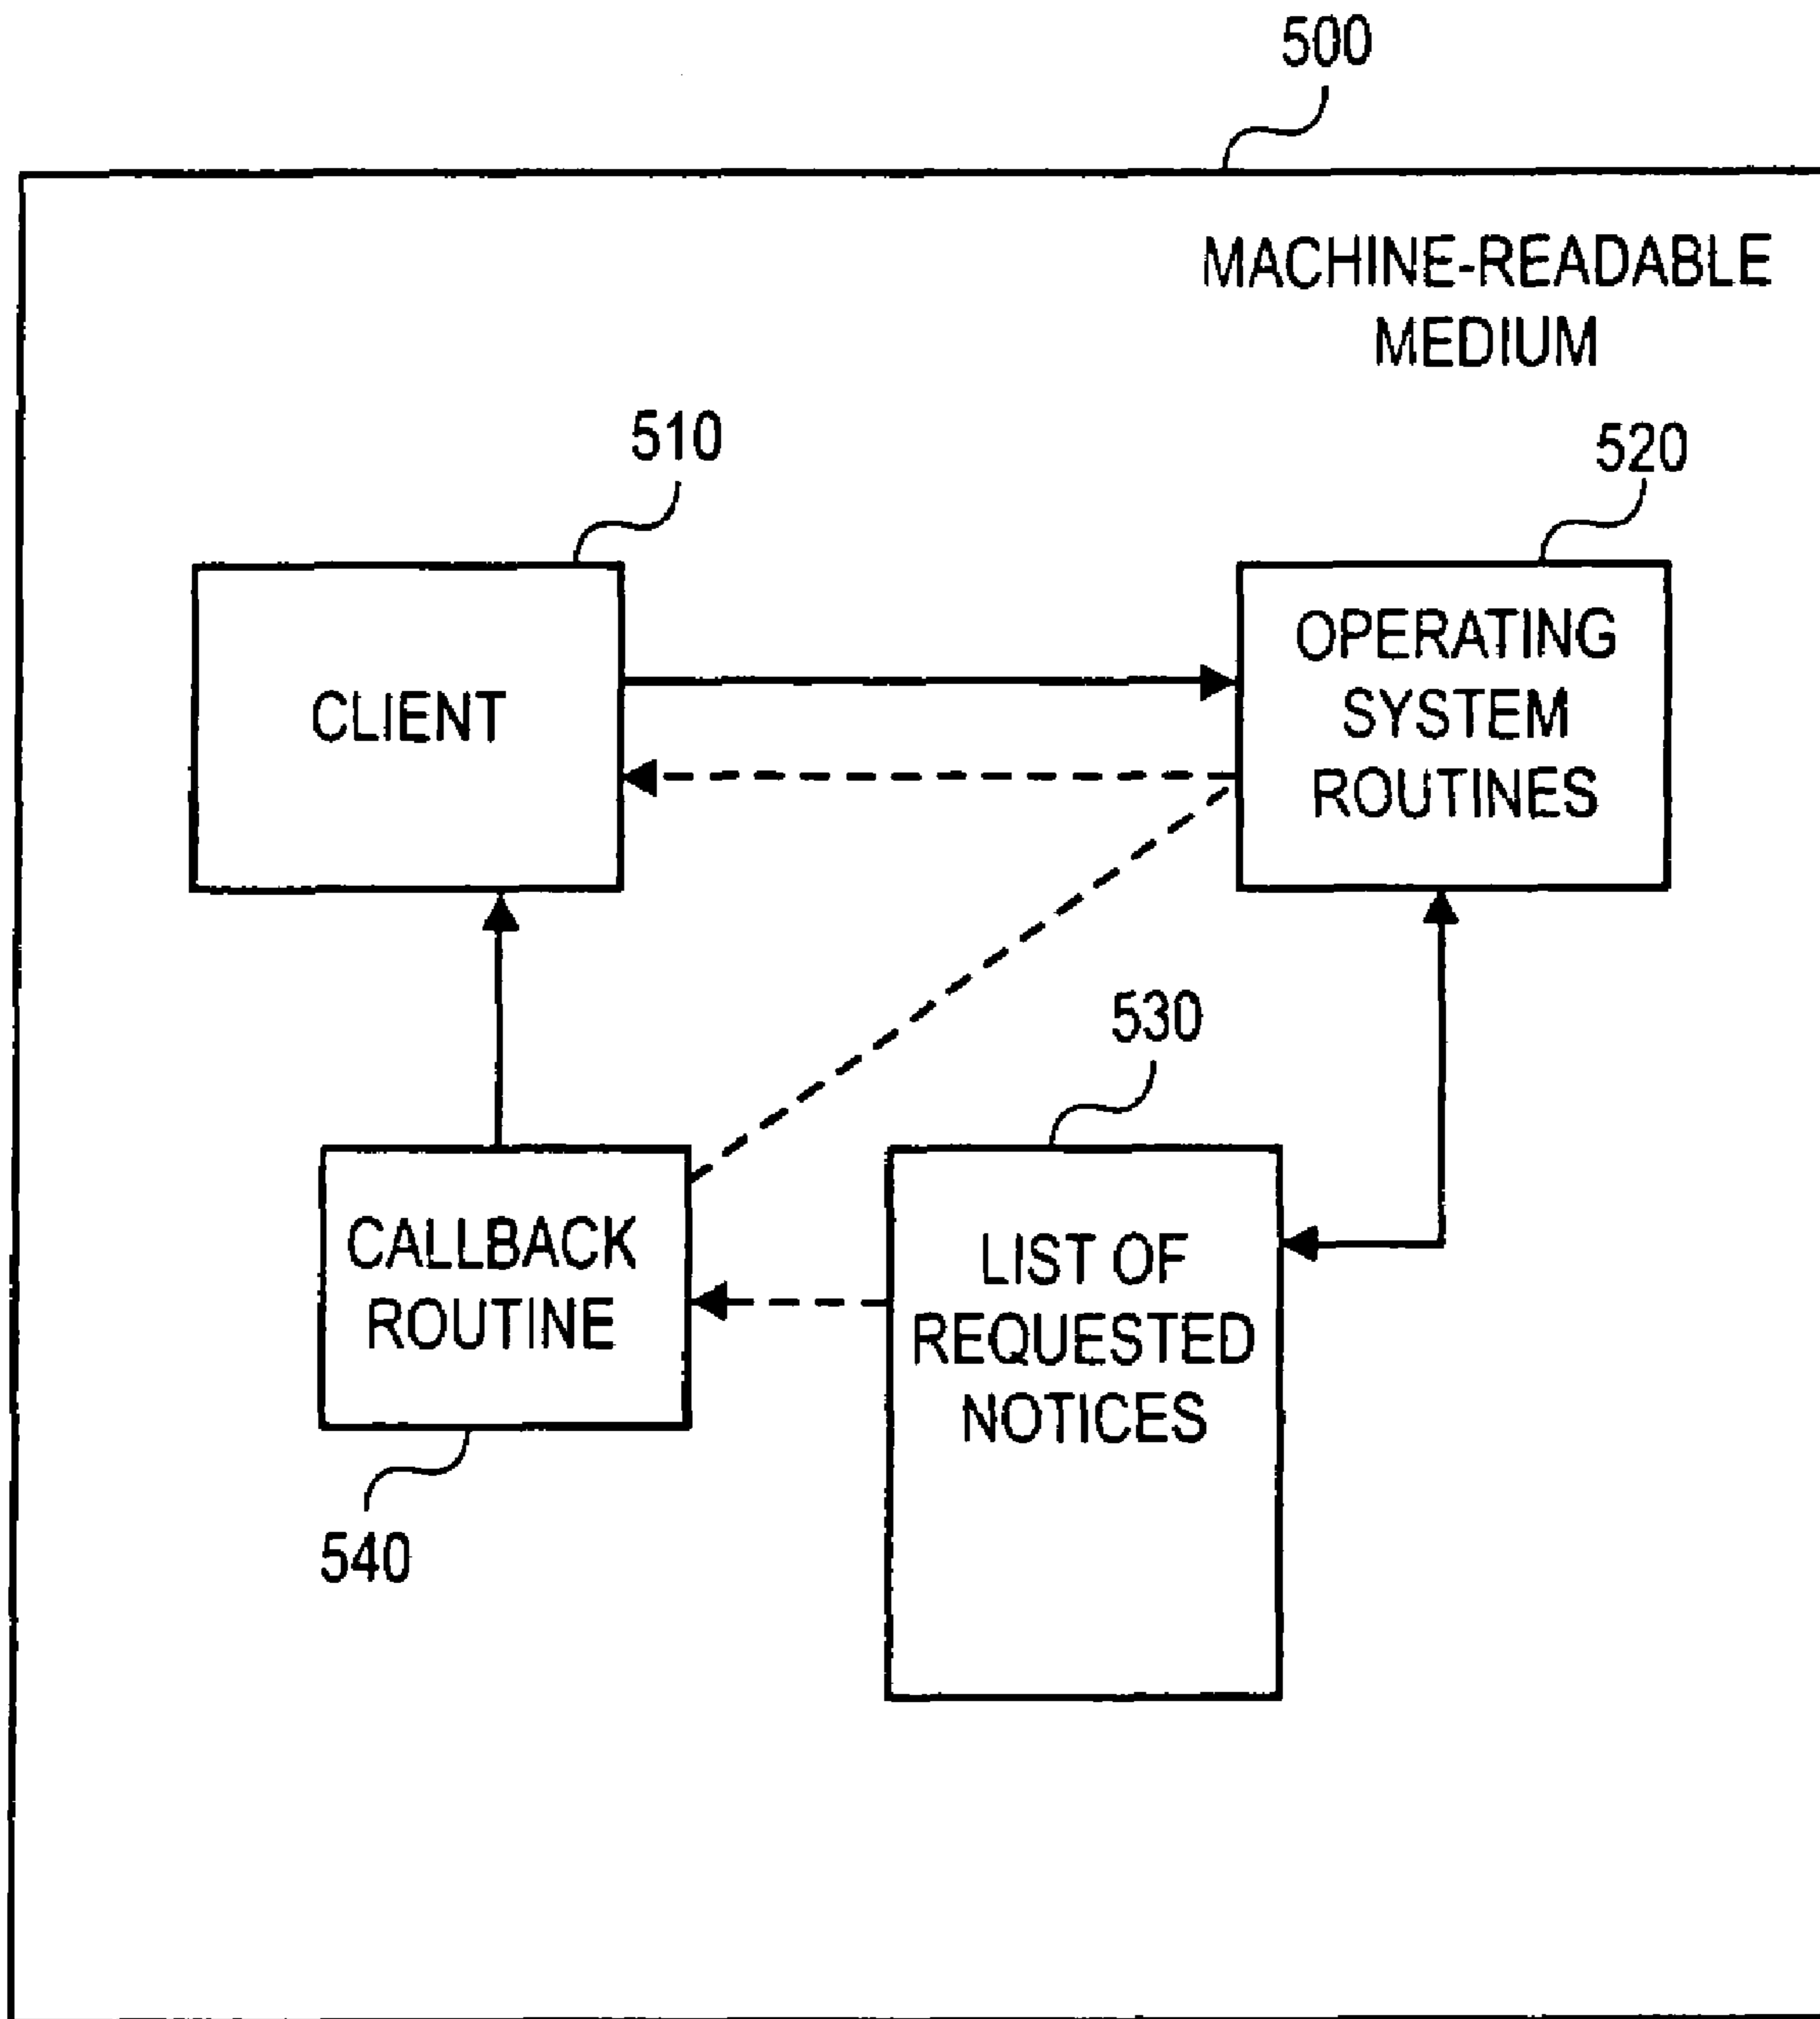 500
MACHINE-READABLE
MEDIUM
510
520
CLIENT
OPERATING
SYSTEM
ROUTINES
530
CALLBACK
ROUTINE
LIST OF
REQUESTED
NOTICES
540